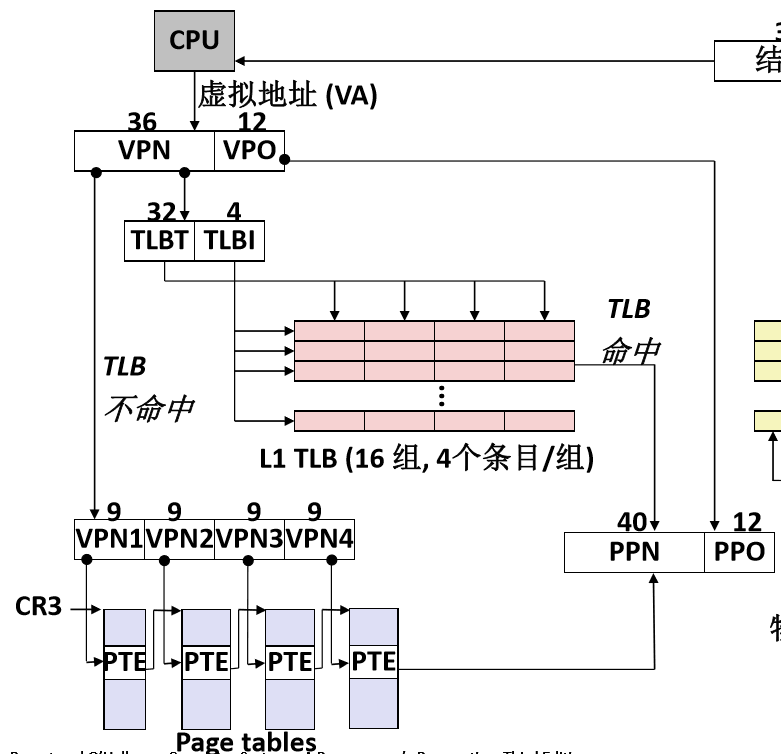 CPU
结
虚拟地址 (VA)
36 12
VPN VPO
32 4
TLBT TLBI
TLB
命中
TLB
不命中
L1 TLB (16 组, 4个条目/组)
9 9 9 9
VPN1 VPN2 VPN3 VPN4
40 12
PPN PPO
CR3
PTE PTE PTE PTE
Page tables